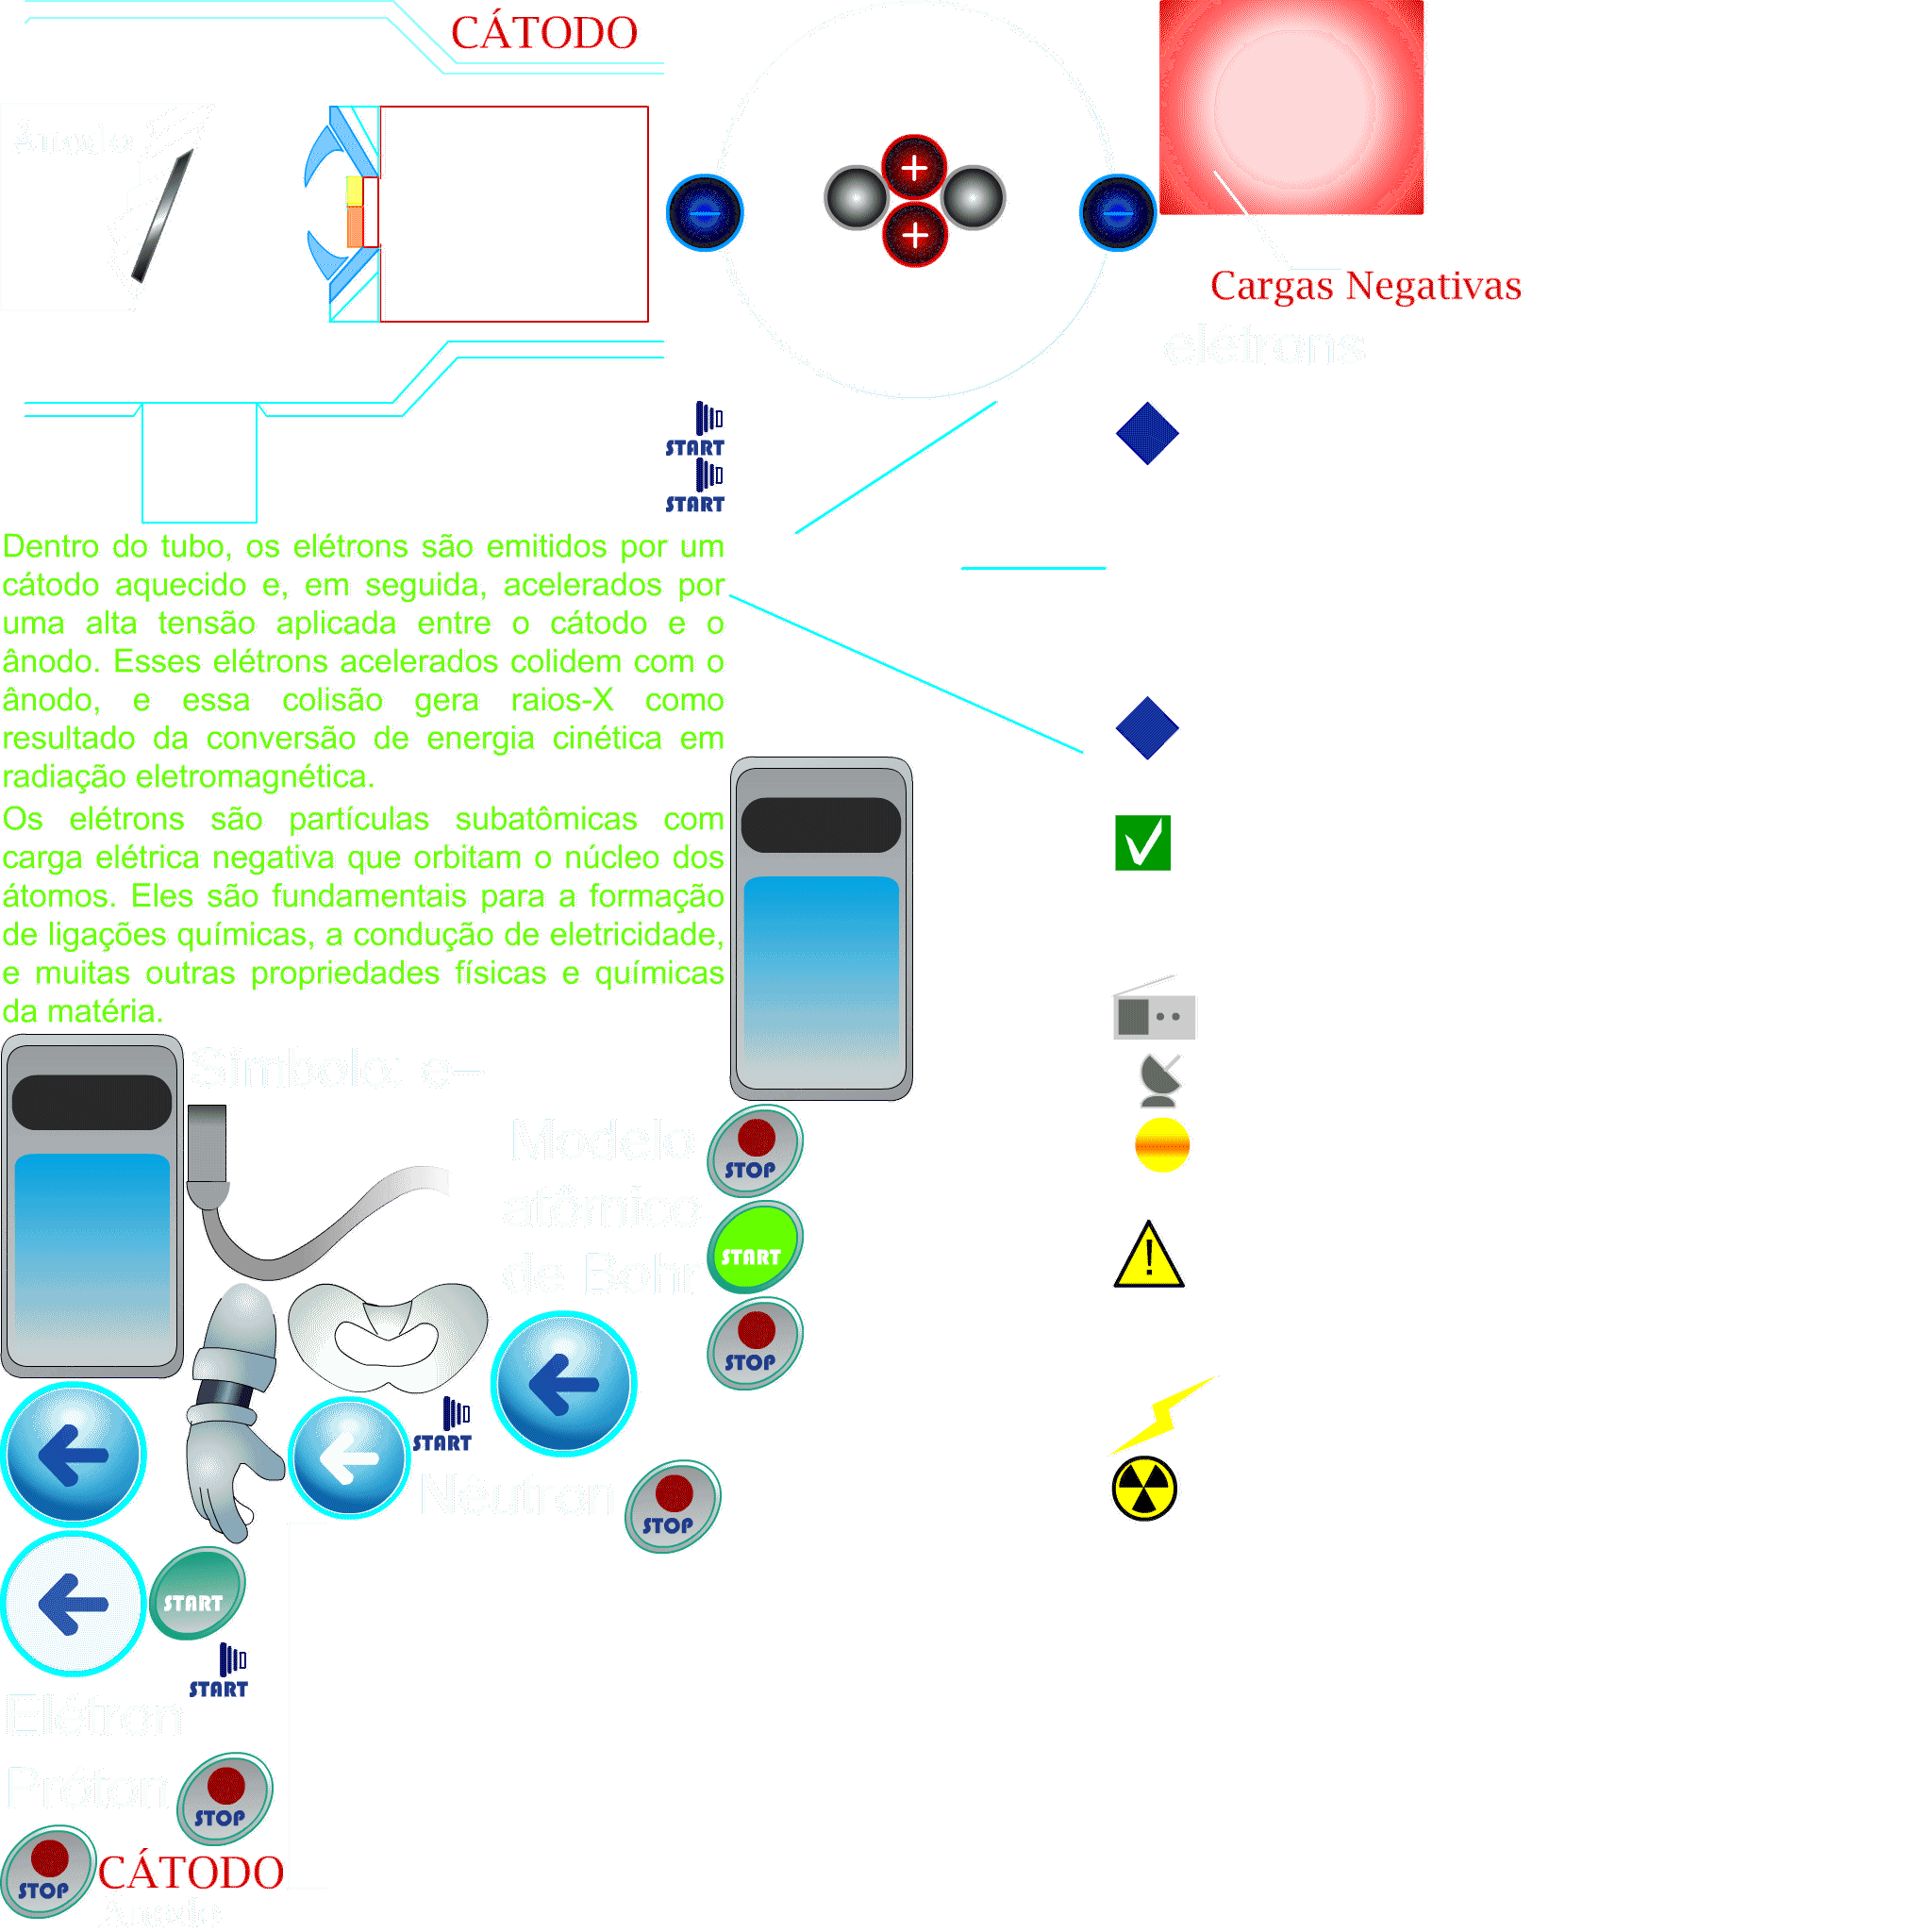 CÁTODO
Ânodo
Cargas Negativas
elétrons
START
START
Dentro do tubo, os elétrons são emitidos por um
cátodo aquecido e, em seguida, acelerados por
uma alta tensão aplicada entre o cátodo e o
ânodo. Esses elétrons acelerados colidem com o
ânodo, e essa colisão gera raios-X como
resultado da conversão de energia cinética em
radiação eletromagnética.
Os elétrons são partículas subatômicas com
carga elétrica negativa que orbitam o núcleo dos
átomos. Eles são fundamentais para a formação
de ligações químicas, a condução de eletricidade,
e muitas outras propriedades físicas e químicas
da matéria.
Símbolo: e−
Modelo
atômico
de Bohr
STOP
START
STOP
START
Nêutron
STOP
START
START
Elétron
Próton
STOP
STOP
CÁTODO
Ânodo